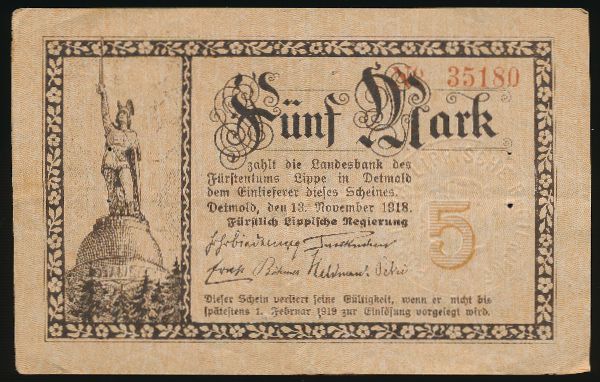 No 35180
Fünf Mark
zahlt die Landesbank des
Fürstentums Lippe in Detmold
dem Einlieferer dieses Scheines.
Detmold, den 13. November 1918.
Fürstlich Lippische Regierung
5
Dieser Schein verliert seine Gültigkeit, wenn er nicht bis
spätestens 1. Februar 1919 zur Einlösung vorgelegt wird.